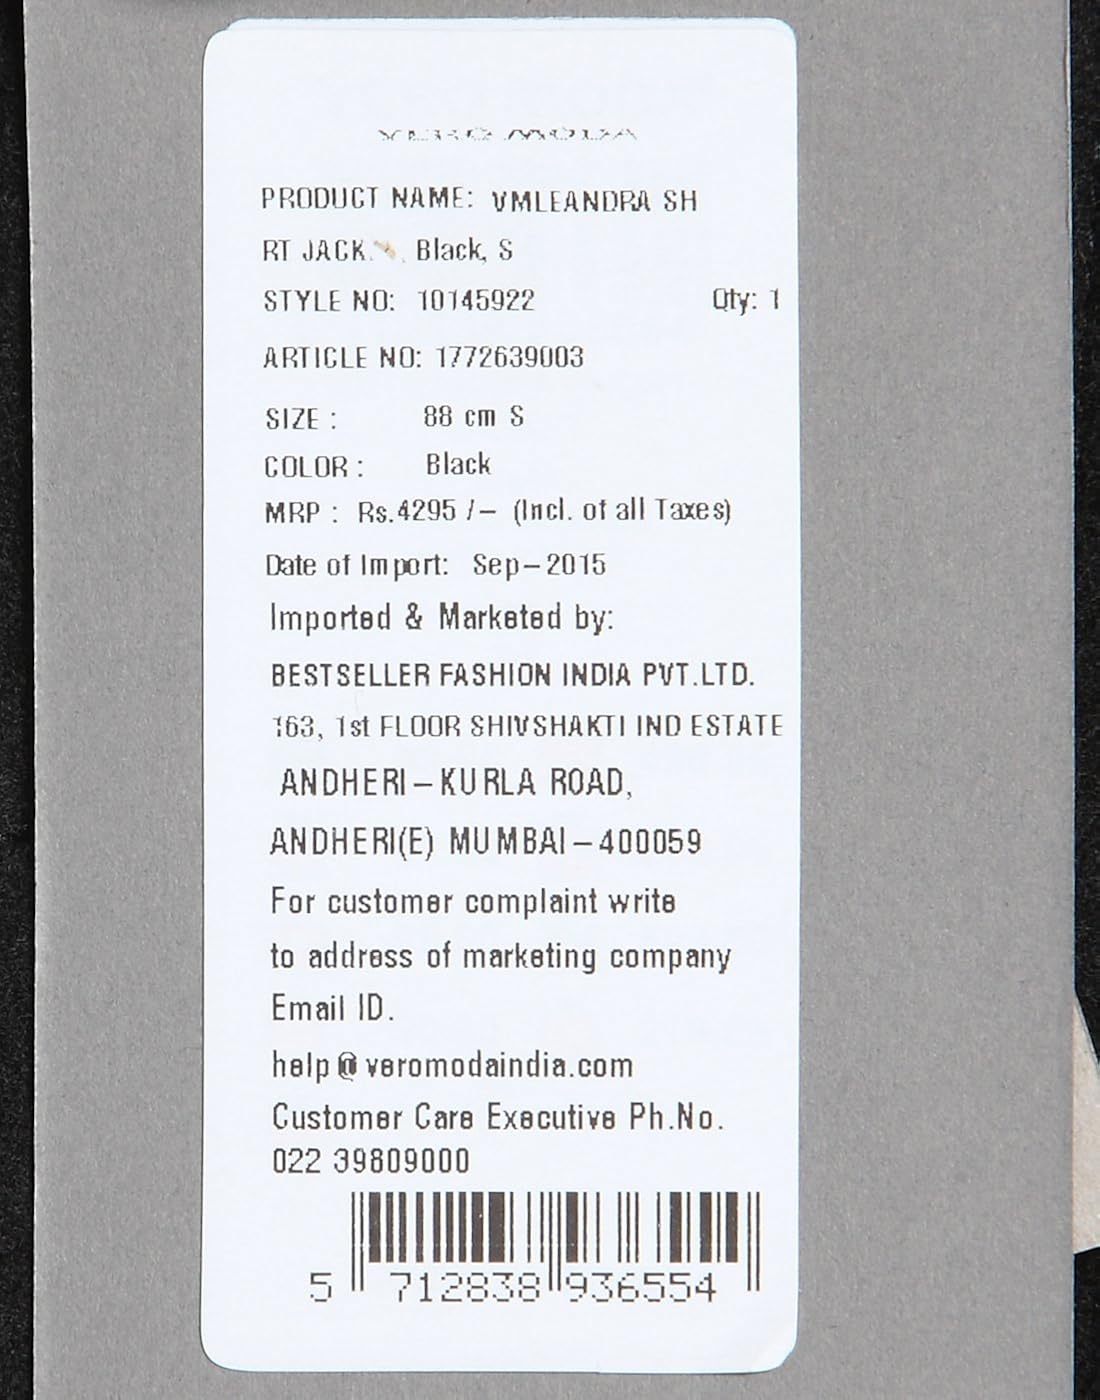 VERO MODA
PRODUCT NAME: VMLEANDRA SH
RT JACK Black, S
STYLE NO: 10145922 Qty: 1
ARTICLE NO: 1772639003
SIZE : 88 cm S
COLOR : Black
MRP : Rs.4295 /- (Incl. of all Taxes)
Date of Import: Sep-2015
Imported & Marketed by:
BESTSELLER FASHION INDIA PVT.LTD.
163, 1st FLOOR SHIVSHAKTI IND ESTATE
ANDHERI-KURLA ROAD,
ANDHERI(E) MUMBAI-400059
For customer complaint write
to address of marketing company
Email ID.
help@veromodaindia.com
Customer Care Executive Ph.No.
022 39809000
5 712838 936554